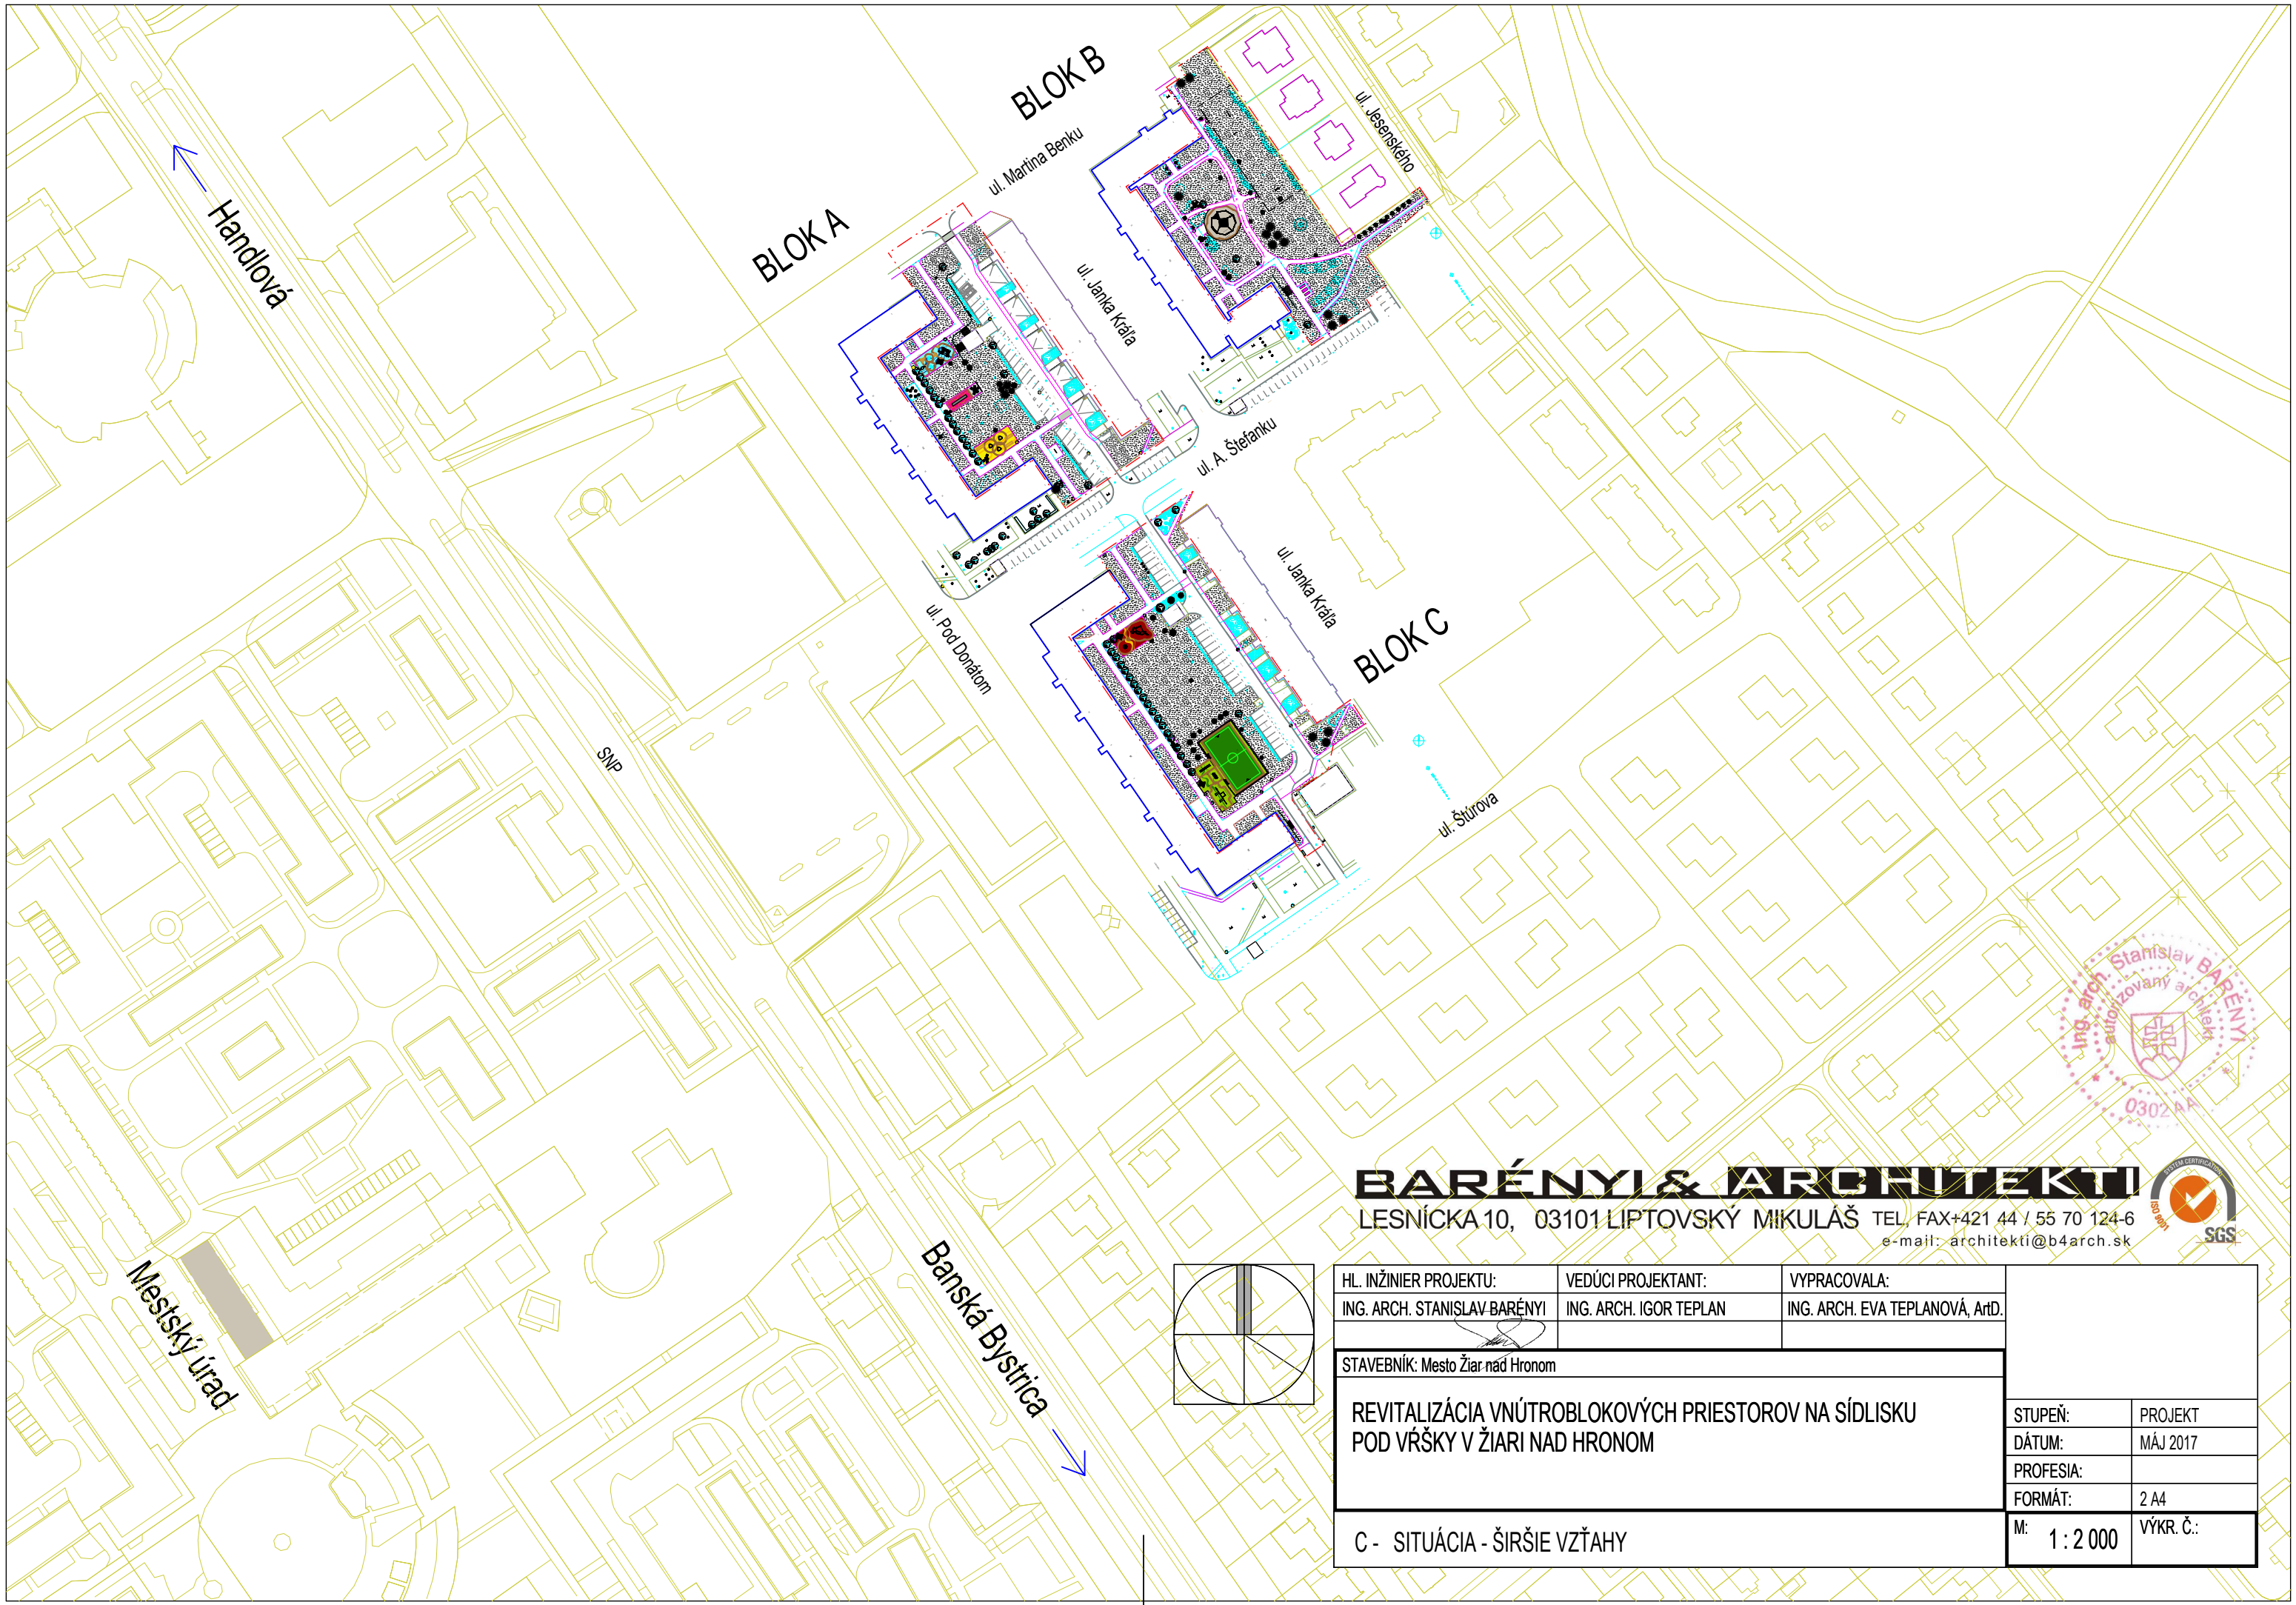 BLOK B
ul. Martina Benku
ul. Jesenského
Handlová
BLOK A
ul. Janka Kráľa
ul. A. Štefanku
ul. Janka Kráľa
ul. Pod Donátom
BLOK C
SNP
ul. Štúrova
Ing. arch. Stanislav BARÉNYI
autorizovaný architekt
0302 AA
Mestský úrad
Banská Bystrica
BARÉNYI & ARCHITEKTI
LESNÍCKA 10, 03101 LIPTOVSKÝ MIKULÁŠ TEL, FAX+421 44 / 55 70 124-6
e-mail: architekti@b4arch.sk
SYSTEM CERTIFICATION
ISO 9001
SGS
HL. INŽINIER PROJEKTU: VEDÚCI PROJEKTANT: VYPRACOVALA:
ING. ARCH. STANISLAV BARÉNYI ING. ARCH. IGOR TEPLAN ING. ARCH. EVA TEPLANOVÁ, ArtD.
STAVEBNÍK: Mesto Žiar nad Hronom
REVITALIZÁCIA VNÚTROBLOKOVÝCH PRIESTOROV NA SÍDLISKU
POD VŔŠKY V ŽIARI NAD HRONOM
C - SITUÁCIA - ŠIRŠIE VZŤAHY
STUPEŇ: PROJEKT
DÁTUM: MÁJ 2017
PROFESIA:
FORMÁT: 2 A4
M: 1 : 2 000 VÝKR. Č.: